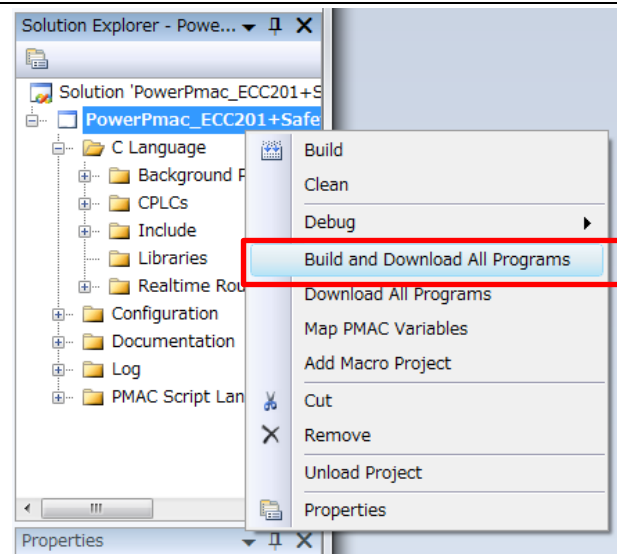 Solution Explorer - Powe...
Solution 'PowerPmac_ECC201+S
PowerPmac_ECC201+Safe
C Language
Background P
CPLCs
Include
Libraries
Realtime Rou
Configuration
Documentation
Log
PMAC Script Lan
Build
Clean
Debug
Build and Download All Programs
Download All Programs
Map PMAC Variables
Add Macro Project
Cut
Remove
Unload Project
Properties
Properties